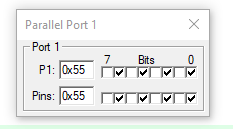 Parallel Port 1
Port 1
7 Bits 0
P1: 0x55
Pins: 0x55